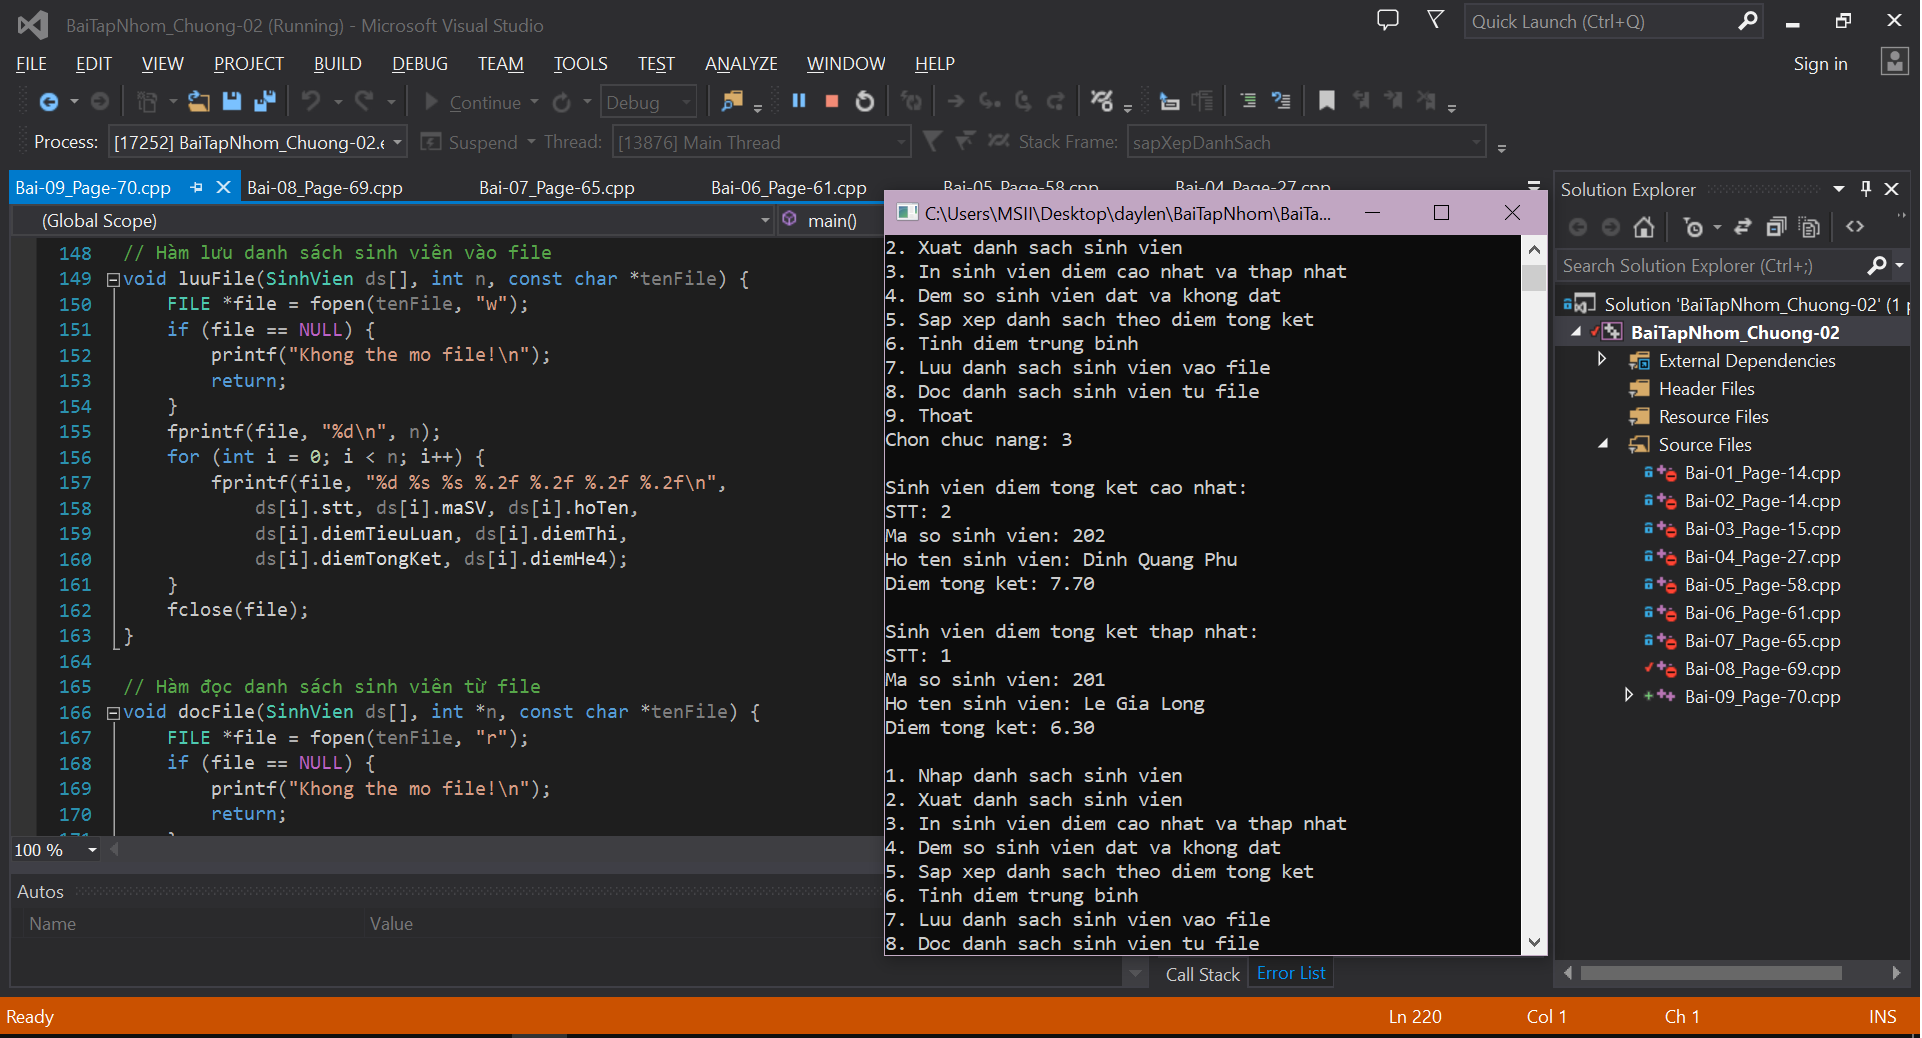 BaiTapNhom_Chuong-02 (Running) - Microsoft Visual Studio
Quick Launch (Ctrl+Q)
FILE EDIT VIEW PROJECT BUILD DEBUG TEAM TOOLS TEST ANALYZE WINDOW HELP
Sign in
Continue
Debug
Process: [17252] BaiTapNhom_Chuong-02.e
Suspend
Thread: [13876] Main Thread
Stack Frame: sapXepDanhSach
Bai-09_Page-70.cpp
Bai-08_Page-69.cpp
Bai-07_Page-65.cpp
Bai-06_Page-61.cpp
Bai-05_Page-58.cpp
Bai-04_Page-27.cpp
(Global Scope)
main()
148 // Hàm lưu danh sách sinh viên vào file
149 void luuFile(SinhVien ds[], int n, const char *tenFile) {
150 FILE *file = fopen(tenFile, "w");
151 if (file == NULL) {
152 printf("Khong the mo file!\n");
153 return;
154 }
155 fprintf(file, "%d\n", n);
156 for (int i = 0; i < n; i++) {
157 fprintf(file, "%d %s %s %.2f %.2f %.2f %.2f\n",
158 ds[i].stt, ds[i].maSV, ds[i].hoTen,
159 ds[i].diemTieuLuan, ds[i].diemThi,
160 ds[i].diemTongKet, ds[i].diemHe4);
161 }
162 fclose(file);
163 }
164
165 // Hàm đọc danh sách sinh viên từ file
166 void docFile(SinhVien ds[], int *n, const char *tenFile) {
167 FILE *file = fopen(tenFile, "r");
168 if (file == NULL) {
169 printf("Khong the mo file!\n");
170 return;
171 }
100 %
Autos
Name Value
C:\Users\MSII\Desktop\daylen\BaiTapNhom\BaiTa...
2. Xuat danh sach sinh vien
3. In sinh vien diem cao nhat va thap nhat
4. Dem so sinh vien dat va khong dat
5. Sap xep danh sach theo diem tong ket
6. Tinh diem trung binh
7. Luu danh sach sinh vien vao file
8. Doc danh sach sinh vien tu file
9. Thoat
Chon chuc nang: 3
Sinh vien diem tong ket cao nhat:
STT: 2
Ma so sinh vien: 202
Ho ten sinh vien: Dinh Quang Phu
Diem tong ket: 7.70
Sinh vien diem tong ket thap nhat:
STT: 1
Ma so sinh vien: 201
Ho ten sinh vien: Le Gia Long
Diem tong ket: 6.30
1. Nhap danh sach sinh vien
2. Xuat danh sach sinh vien
3. In sinh vien diem cao nhat va thap nhat
4. Dem so sinh vien dat va khong dat
5. Sap xep danh sach theo diem tong ket
6. Tinh diem trung binh
7. Luu danh sach sinh vien vao file
8. Doc danh sach sinh vien tu file
Call Stack
Error List
Solution Explorer
Search Solution Explorer (Ctrl+;)
Solution 'BaiTapNhom_Chuong-02' (1 p
BaiTapNhom_Chuong-02
External Dependencies
Header Files
Resource Files
Source Files
Bai-01_Page-14.cpp
Bai-02_Page-14.cpp
Bai-03_Page-15.cpp
Bai-04_Page-27.cpp
Bai-05_Page-58.cpp
Bai-06_Page-61.cpp
Bai-07_Page-65.cpp
Bai-08_Page-69.cpp
Bai-09_Page-70.cpp
Ready
Ln 220 Col 1 Ch 1 INS